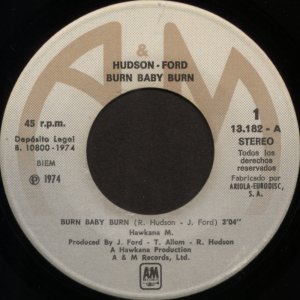 &
HUDSON - FORD
BURN BABY BURN
45 r.p.m.
1
13.182 - A
STEREO
Depósito Legal
B. 10800 - 1974
Todos los
derechos
reservados
BIEM
℗ 1974
Fabricado por
ARIOLA-EURODISC,
S. A.
BURN BABY BURN (R. Hudson - J. Ford) 3'04"
Hawkana M.
Produced by J. Ford - T. Allom - R. Hudson
A Hawkana Production
A & M Records, Ltd.
A&M
RECORDS